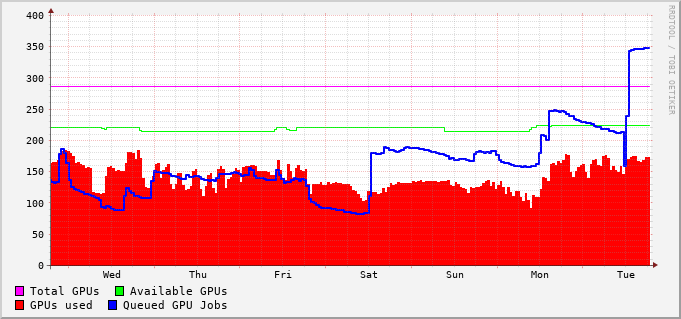 400
350
300
250
200
150
100
50
0
Wed Thu Fri Sat Sun Mon Tue
Total GPUs Available GPUs
GPUs used Queued GPU Jobs
RRDTOOL / TOBI OETIKER